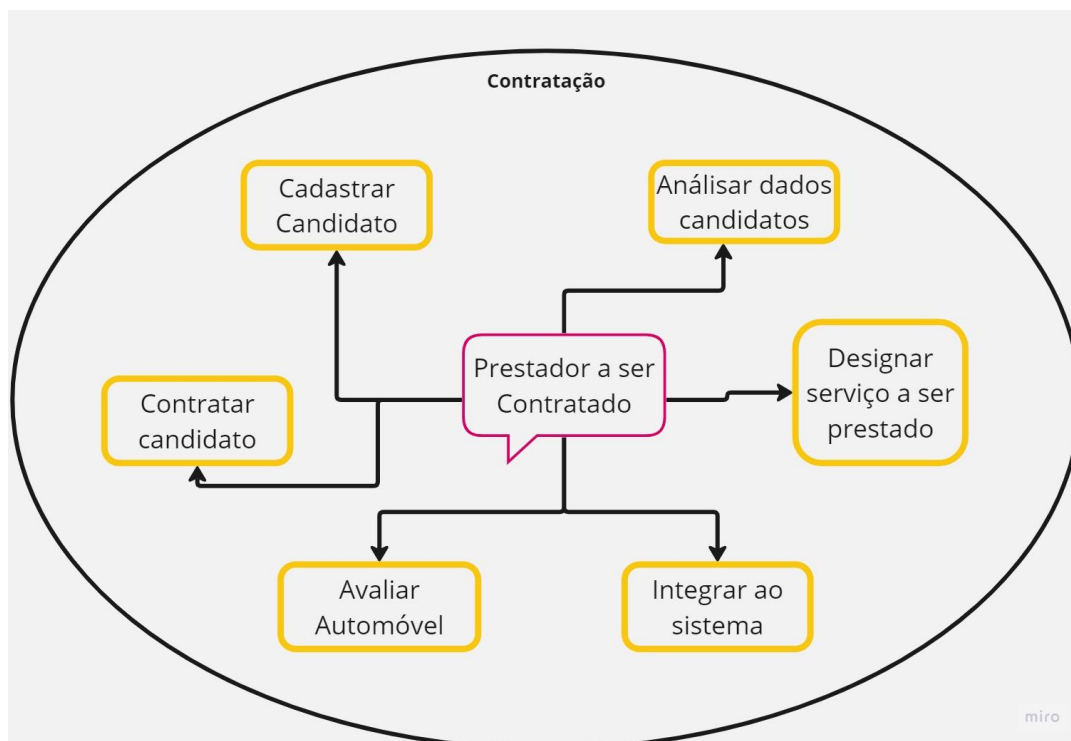 Contratação
Cadastrar
Candidato
Análisar dados
candidatos
Prestador a ser
Contratado
Designar
serviço a ser
prestado
Contratar
candidato
Avaliar
Automóvel
Integrar ao
sistema
miro